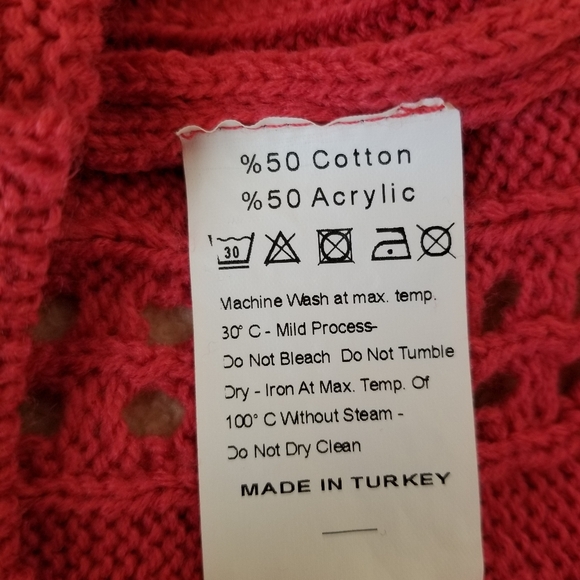 %50 Cotton
%50 Acrylic
30
Machine Wash at max. temp.
30° C - Mild Process-
Do Not Bleach Do Not Tumble
Dry - Iron At Max. Temp. Of
100° C Without Steam -
Do Not Dry Clean
MADE IN TURKEY